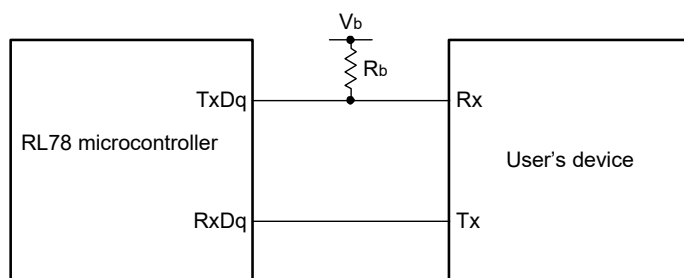 Vb
Rb
TxDq
Rx
RL78 microcontroller
User's device
RxDq
Tx